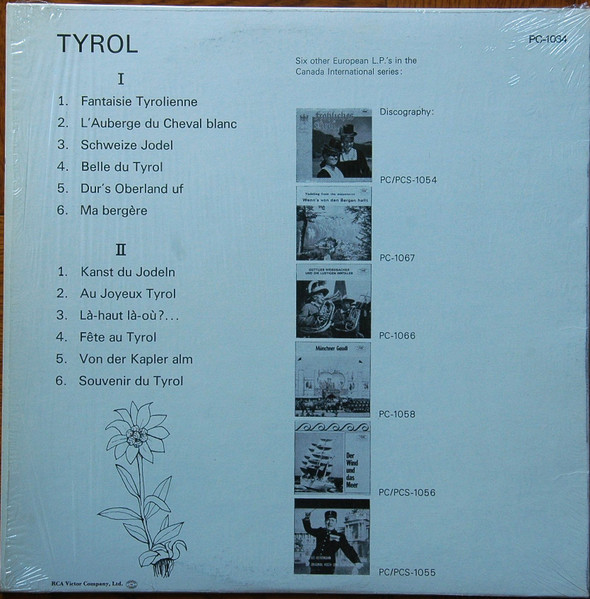 TYROL
PC-1034
I
1. Fantaisie Tyrolienne
2. L'Auberge du Cheval blanc
3. Schweize Jodel
4. Belle du Tyrol
5. Dur's Oberland uf
6. Ma bergère
II
1. Kanst du Jodeln
2. Au Joyeux Tyrol
3. Là-haut là-où?...
4. Fête au Tyrol
5. Von der Kapler alm
6. Souvenir du Tyrol
RCA Victor Company, Ltd.
Six other European L.P.'s in the
Canada International series:
Discography:
PC/PCS-1054
Wenn's von den Bergen hallt
PC-1067
PC-1066
Münchner Gasdl
PC-1058
Der
Wind
und
das
Meer
PC/PCS-1056
PC/PCS-1055